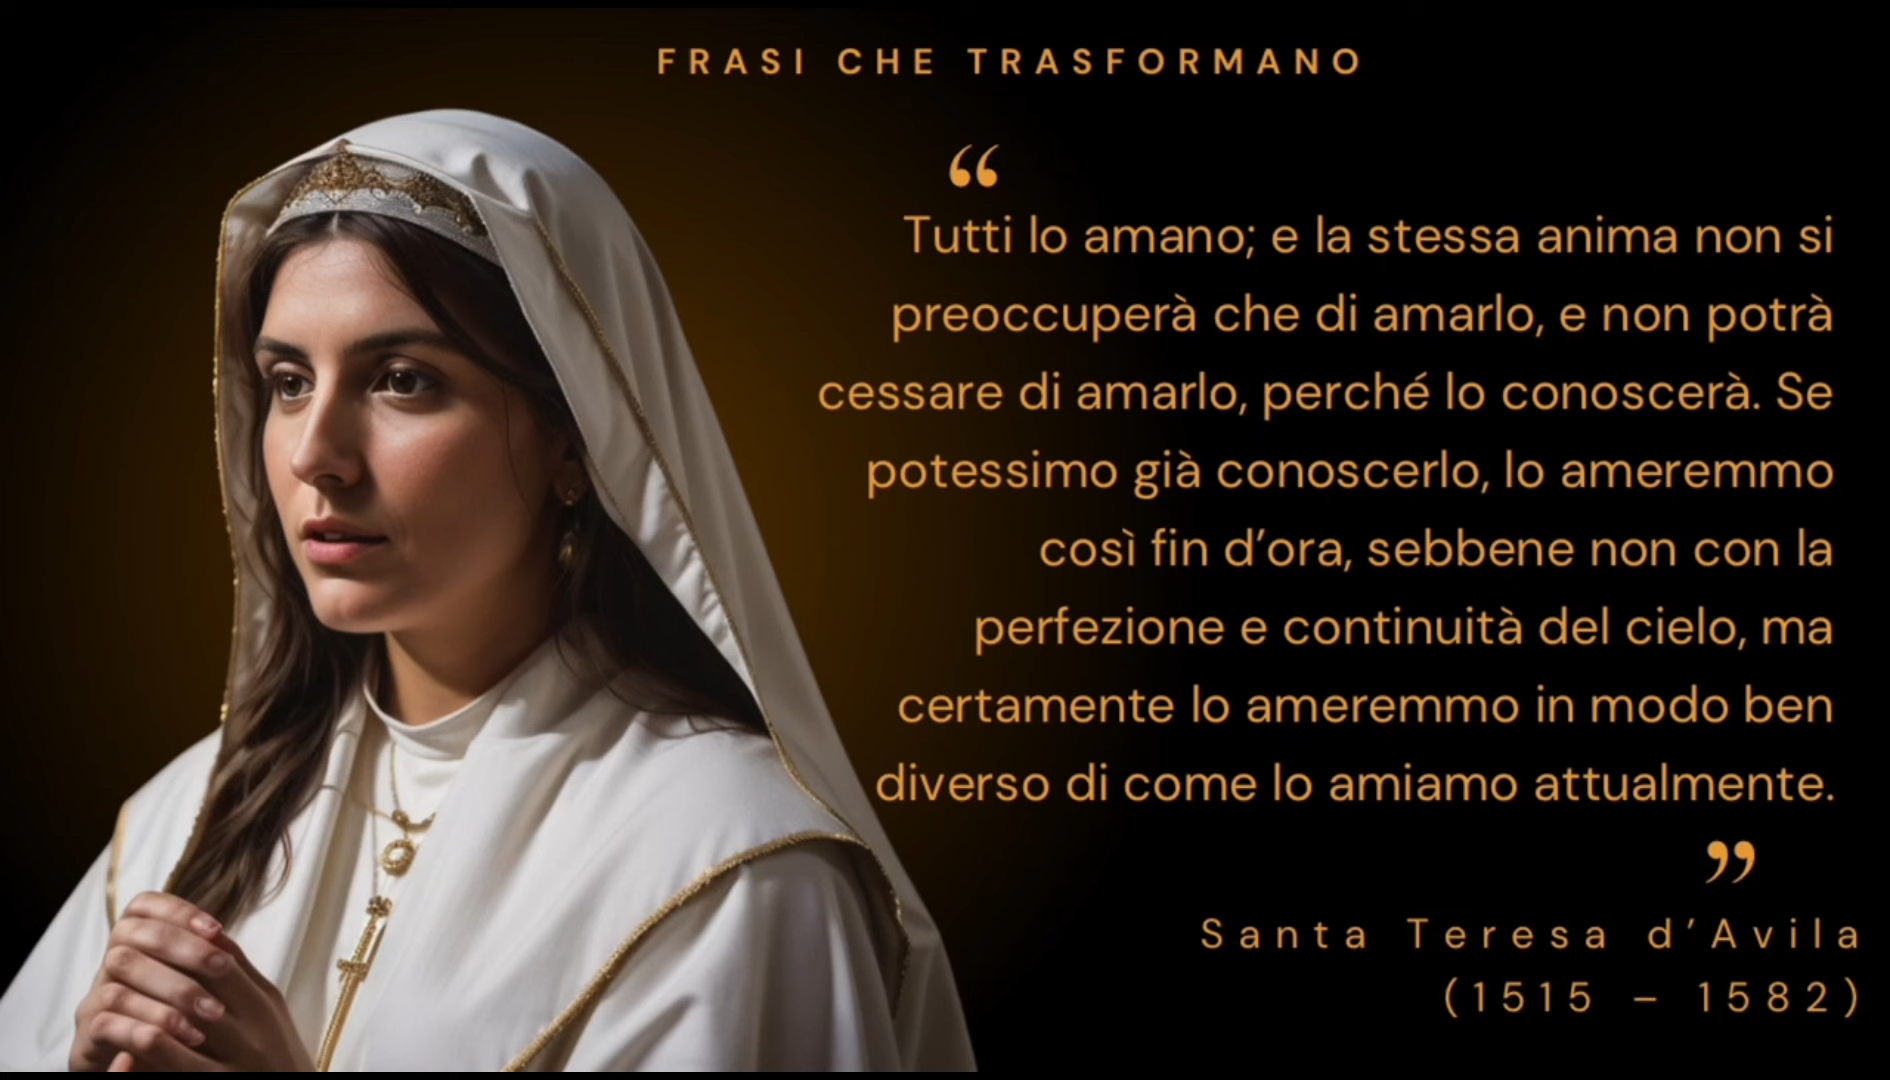 FRASI CHE TRASFORMANO
“
Tutti lo amano; e la stessa anima non si
preoccuperà che di amarlo, e non potrà
cessare di amarlo, perché lo conoscerà. Se
potessimo già conoscerlo, lo ameremmo
così fin d’ora, sebbene non con la
perfezione e continuità del cielo, ma
certamente lo ameremmo in modo ben
diverso di come lo amiamo attualmente.
”
Santa Teresa d’Avila
(1515 – 1582)